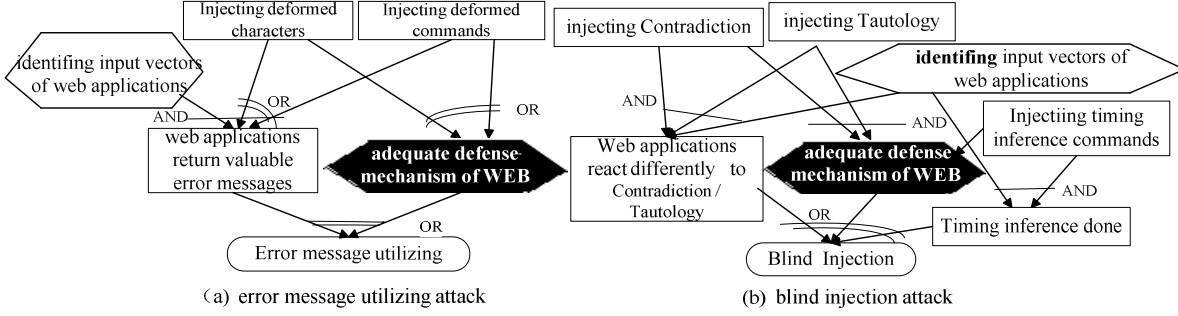 Injecting deformed
characters
Injecting deformed
commands
identifing input vectors
of web applications
OR
AND
OR
web applications
return valuable
error messages
adequate defense
mechanism of WEB
OR
Error message utilizing
(a) error message utilizing attack
injecting Contradiction
injecting Tautology
identifing input vectors of
web applications
AND
AND
Injectiing timing
inference commands
Web applications
react differently to
Contradiction /
Tautology
adequate defense
mechanism of WEB
AND
OR
Timing inference done
Blind Injection
(b) blind injection attack